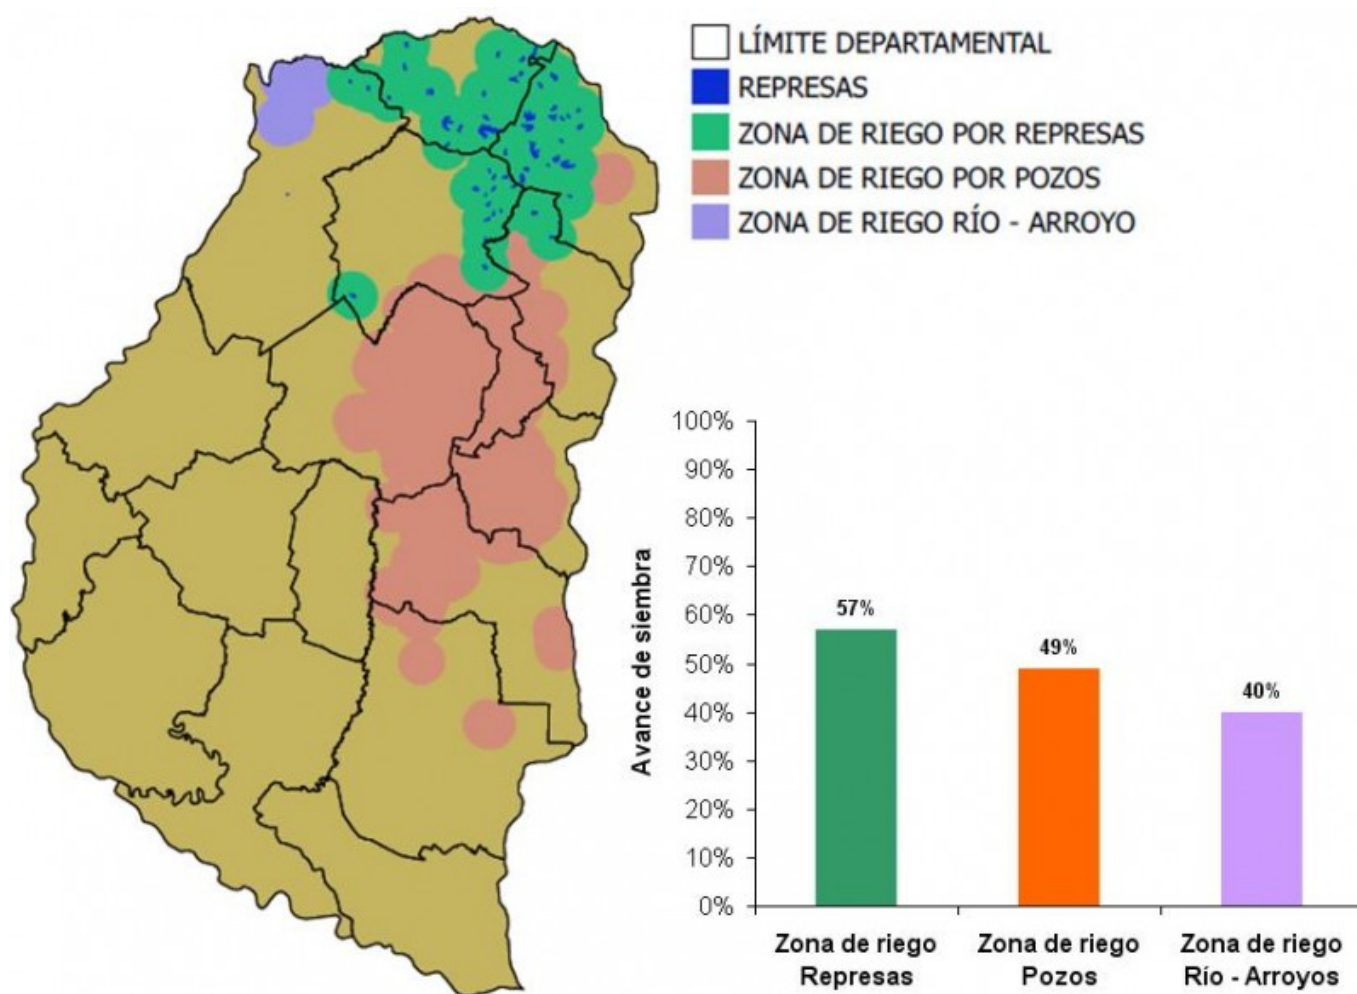 LÍMITE DEPARTAMENTAL
REPRESAS
ZONA DE RIEGO POR REPRESAS
ZONA DE RIEGO POR POZOS
ZONA DE RIEGO RÍO - ARROYO
Avance de siembra
100%
90%
80%
70%
60%
50%
40%
30%
20%
10%
0%
57%
49%
40%
Zona de riego
Represas
Zona de riego
Pozos
Zona de riego
Río - Arroyos